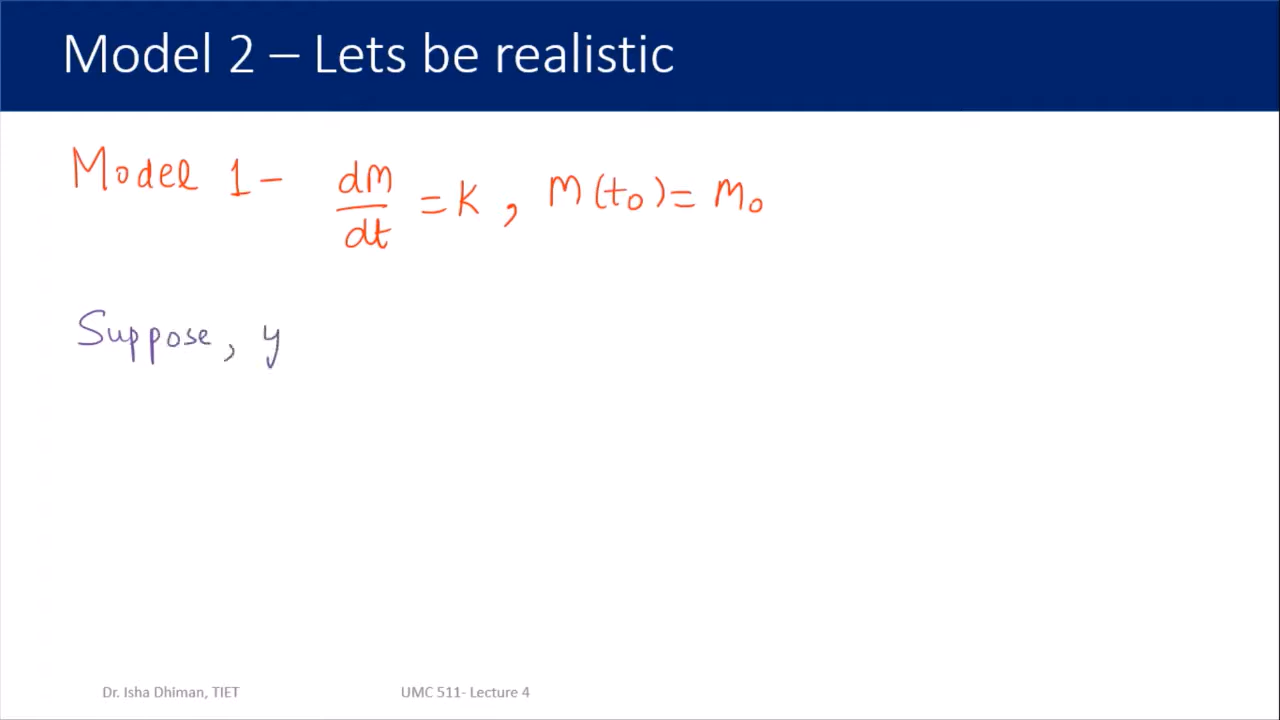 Model 2 – Lets be realistic
Model 1 - dM/dt = K, M(t₀) = M₀
Suppose, y
Dr. Isha Dhiman, TIET
UMC 511- Lecture 4